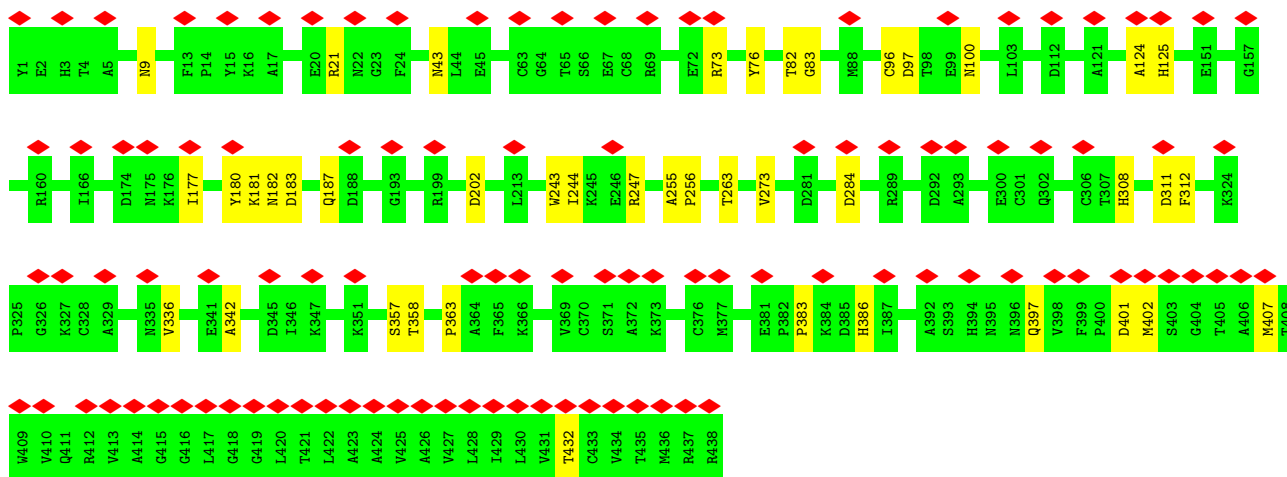 Y1 E2 H3 T4 A5 N9 F13 P14 Y15 K16 A17 E20 R21 N22 G23 F24 N43 L44 E45 C63 G64 T65 S66 E67 C68 R69 E72 R73 Y76 T82 G83 M88 C96 D97 T98 E99 N100 L103 D112 A121 A124 H125 E151 G157
R160 I166 D174 N175 K176 I177 Y180 K181 N182 D183 Q187 D188 G193 R199 D202 L213 W243 I244 K245 E246 R247 A255 P256 T263 V273 D281 D284 R289 D292 A293 E300 C301 Q302 C306 T307 H308 D311 F312 K324
P325 G326 K327 C328 A329 N335 V336 E341 A342 D345 I346 K347 K351 S357 T358 P363 A364 F365 K366 V369 C370 S371 A372 K373 C376 M377 E381 P382 P383 K384 D385 H386 I387 A392 S393 H394 N395 N396 Q397 V398 F399 P400 D401 M402 S403 G404 T405 A406 M407 T408
W409 V410 Q411 R412 V413 A414 G415 G416 L417 G418 G419 L420 T421 L422 A423 A424 V425 A426 V427 L428 I429 L430 V431 T432 C433 V434 T435 M436 R437 R438